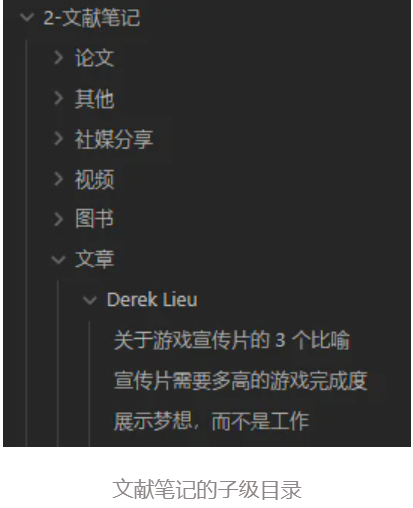 2-文献笔记
论文
其他
社媒分享
视频
图书
文章
Derek Lieu
关于游戏宣传片的 3 个比喻
宣传片需要多高的游戏完成度
展示梦想，而不是工作
文献笔记的子级目录